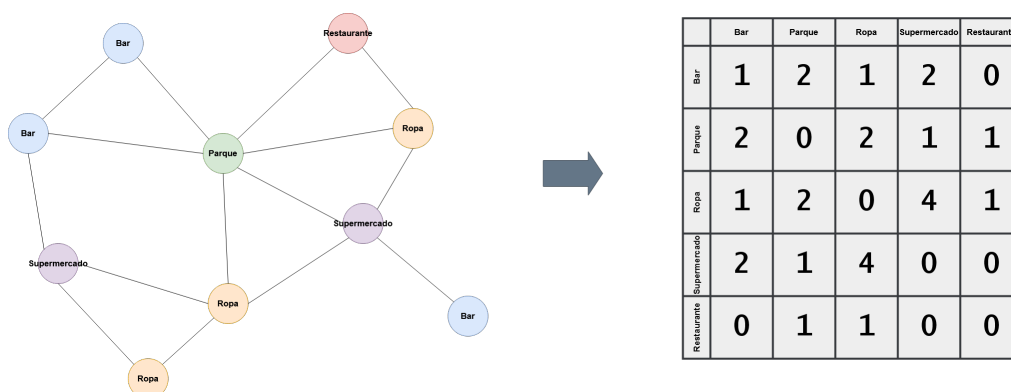 Bar
Restaurante
Bar
Ropa
Parque
Supermercado
Supermercado
Ropa
Bar
Ropa
Bar Parque Ropa Supermercado Restaurant
Bar 1 2 1 2 0
Parque 2 0 2 1 1
Ropa 1 2 0 4 1
Supermercado 2 1 4 0 0
Restaurante 0 1 1 0 0